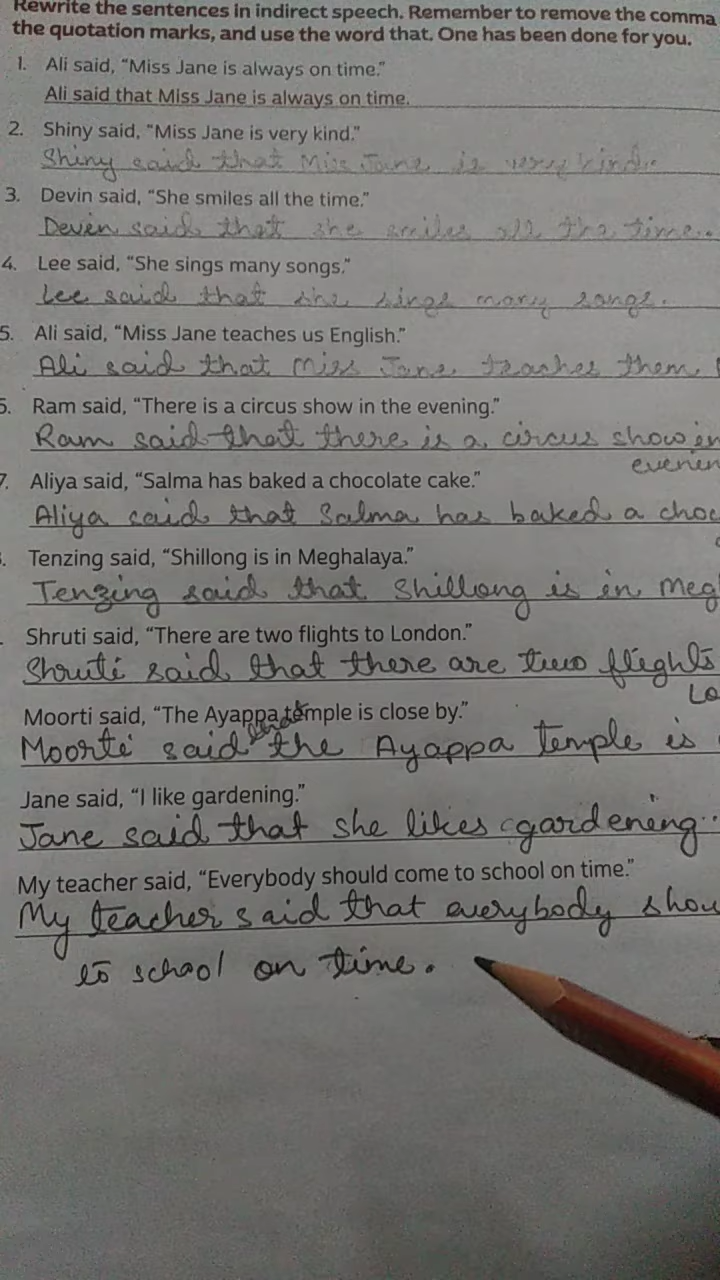 Rewrite the sentences in indirect speech. Remember to remove the comma
the quotation marks, and use the word that. One has been done for you.
1. Ali said, “Miss Jane is always on time.”
Ali said that Miss Jane is always on time.
2. Shiny said, “Miss Jane is very kind.”
Shiny said that Miss Jane is very kind.
3. Devin said, “She smiles all the time.”
Devin said that she smiles all the time..
4. Lee said, “She sings many songs.”
Lee said that she sings many songs.
5. Ali said, “Miss Jane teaches us English.”
Ali said that Miss Jane teaches them
6. Ram said, “There is a circus show in the evening.”
Ram said that there is a circus show in
evenin
7. Aliya said, “Salma has baked a chocolate cake.”
Aliya said that Salma has baked a choc
Tenzing said, “Shillong is in Meghalaya.”
Tenzing said that Shillong is in Meg
Shruti said, “There are two flights to London.”
Shruti said that there are two flights
Lo
Moorti said, “The Ayappa temple is close by.”
Moorti said that the Ayappa temple is
Jane said, “I like gardening.”
Jane said that she likes gardening.
My teacher said, “Everybody should come to school on time.”
My teacher said that everybody shou
to school on time.